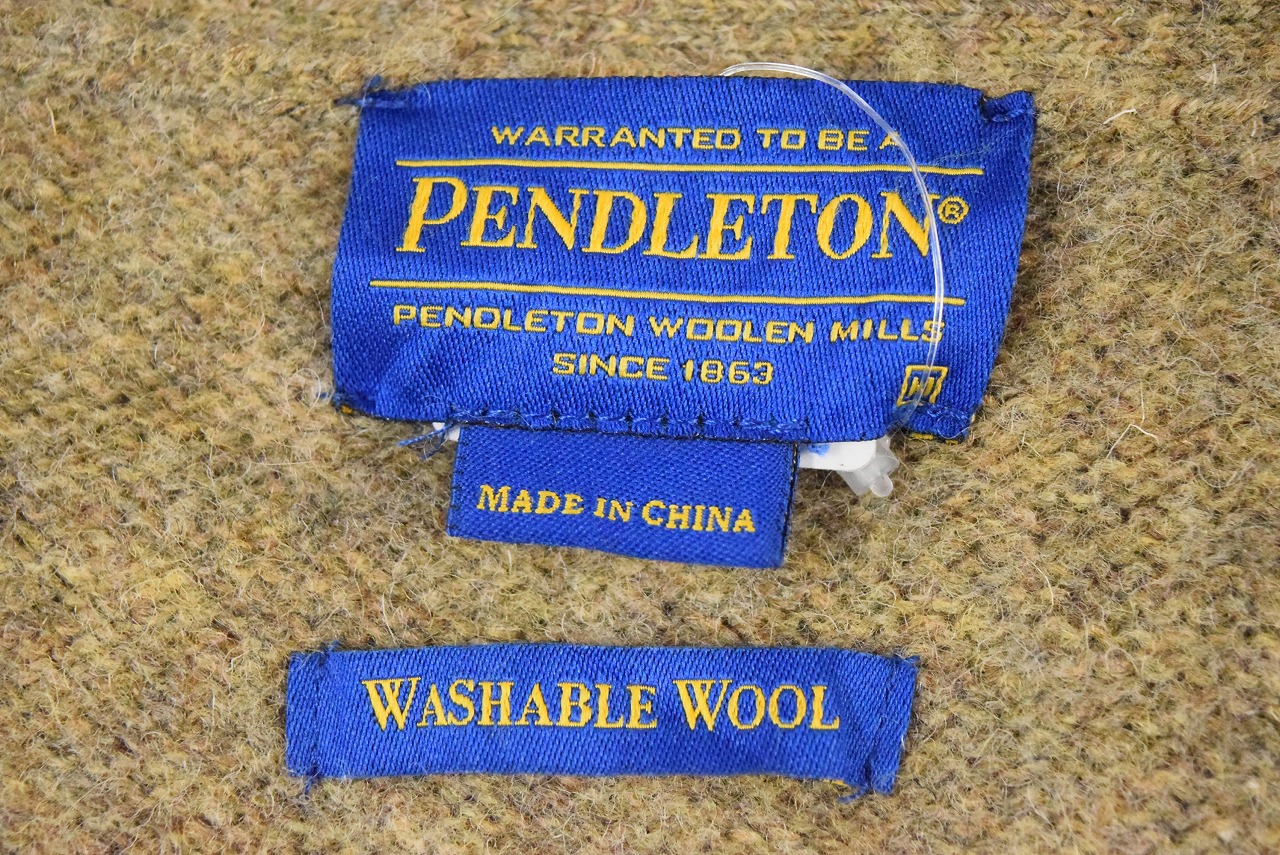 WARRANTED TO BE A
PENDLETON®
PENDLETON WOOLEN MILLS
SINCE 1863
M
MADE IN CHINA
WASHABLE WOOL